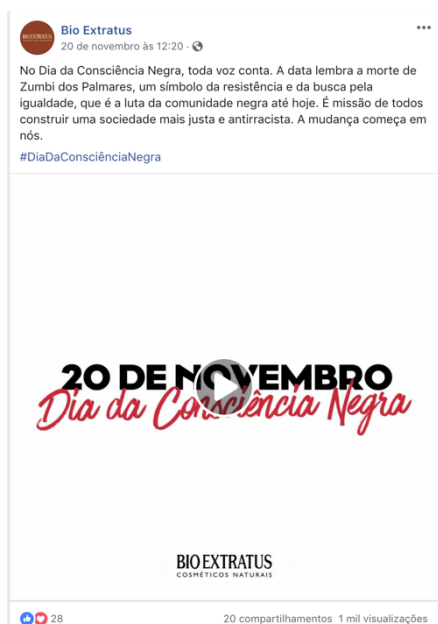 Bio Extratus
20 de novembro às 12:20
No Dia da Consciência Negra, toda voz conta. A data lembra a morte de
Zumbi dos Palmares, um símbolo da resistência e da busca pela
igualdade, que é a luta da comunidade negra até hoje. É missão de todos
construir uma sociedade mais justa e antirracista. A mudança começa em
nós.
#DiaDaConsciênciaNegra
20 DE NOVEMBRO
Dia da Consciência Negra
BIO EXTRATUS
COSMÉTICOS NATURAIS
28
20 compartilhamentos 1 mil visualizações